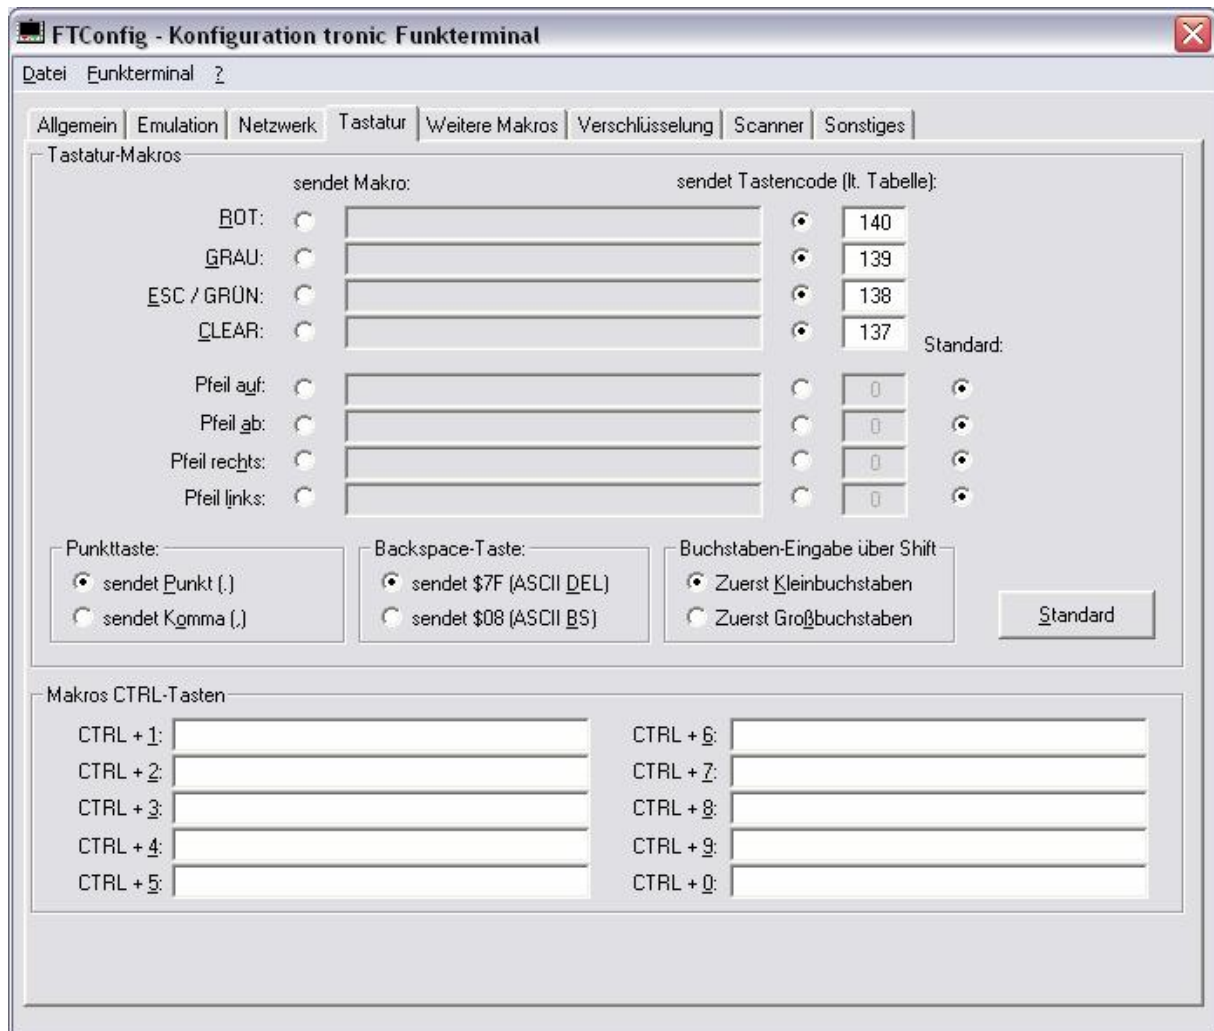 FTConfig - Konfiguration tronic Funkterminal
Datei Funkterminal ?
Allgemein Emulation Netzwerk Tastatur Weitere Makros Verschlüsselung Scanner Sonstiges
Tastatur-Makros
sendet Makro: sendet Tastencode (lt. Tabelle):
ROT: 140
GRAU: 139
ESC / GRÜN: 138
CLEAR: 137
Standard:
Pfeil auf: 0
Pfeil ab: 0
Pfeil rechts: 0
Pfeil links: 0
Punkttaste: Backspace-Taste: Buchstaben-Eingabe über Shift
sendet Punkt (.) sendet $7F (ASCII DEL) Zuerst Kleinbuchstaben
sendet Komma (,) sendet $08 (ASCII BS) Zuerst Großbuchstaben
Standard
Makros CTRL-Tasten
CTRL + 1: CTRL + 6:
CTRL + 2: CTRL + 7:
CTRL + 3: CTRL + 8:
CTRL + 4: CTRL + 9:
CTRL + 5: CTRL + 0: